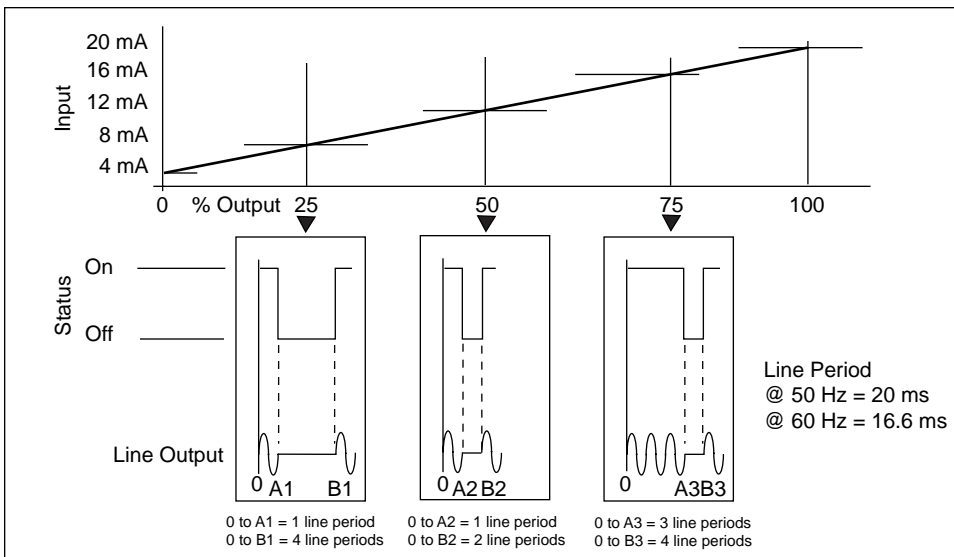 20 mA
16 mA
12 mA
8 mA
4 mA
Input
0 % Output 25 50 75 100
Status
On
Off
Line Output
0 A1 B1
0 A2 B2
0 A3 B3
Line Period
@ 50 Hz = 20 ms
@ 60 Hz = 16.6 ms
0 to A1 = 1 line period
0 to B1 = 4 line periods
0 to A2 = 1 line period
0 to B2 = 2 line periods
0 to A3 = 3 line periods
0 to B3 = 4 line periods